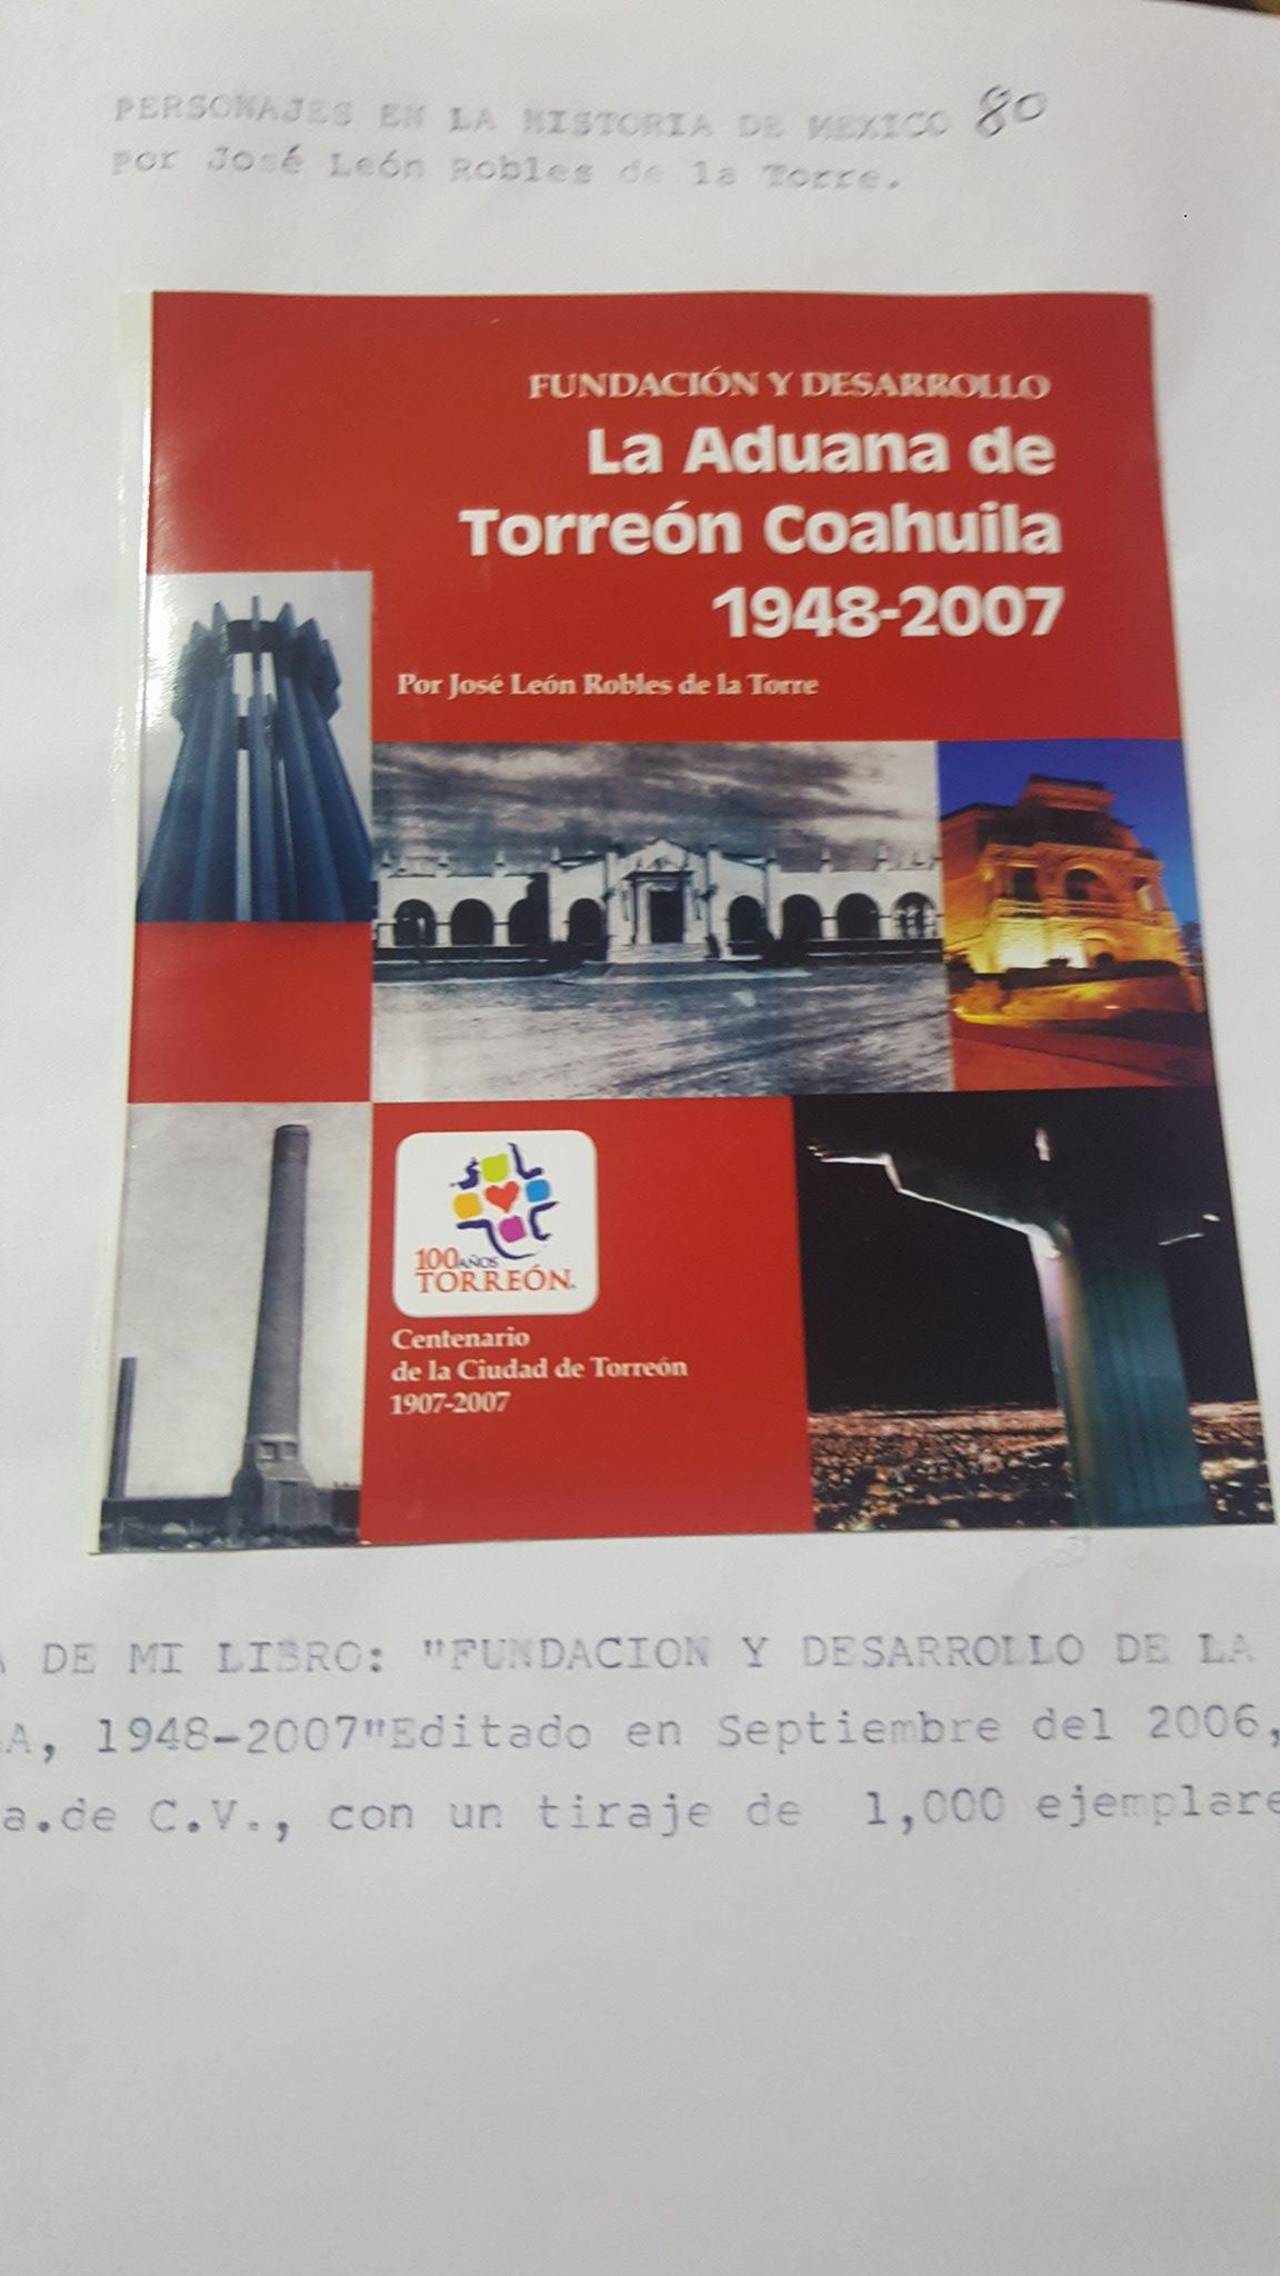 PERSONAJES EN LA HISTORIA DE MEXICO 80
por José León Robles de la Torre.
FUNDACIÓN Y DESARROLLO
La Aduana de
Torreón Coahuila
1948-2007
Por José León Robles de la Torre
100 AÑOS
TORREÓN
Centenario
de la Ciudad de Torreón
1907-2007
DE MI LIBRO: "FUNDACION Y DESARROLLO DE LA
A, 1948-2007"Editado en Septiembre del 2006,
a.de C.V., con un tiraje de 1,000 ejemplare